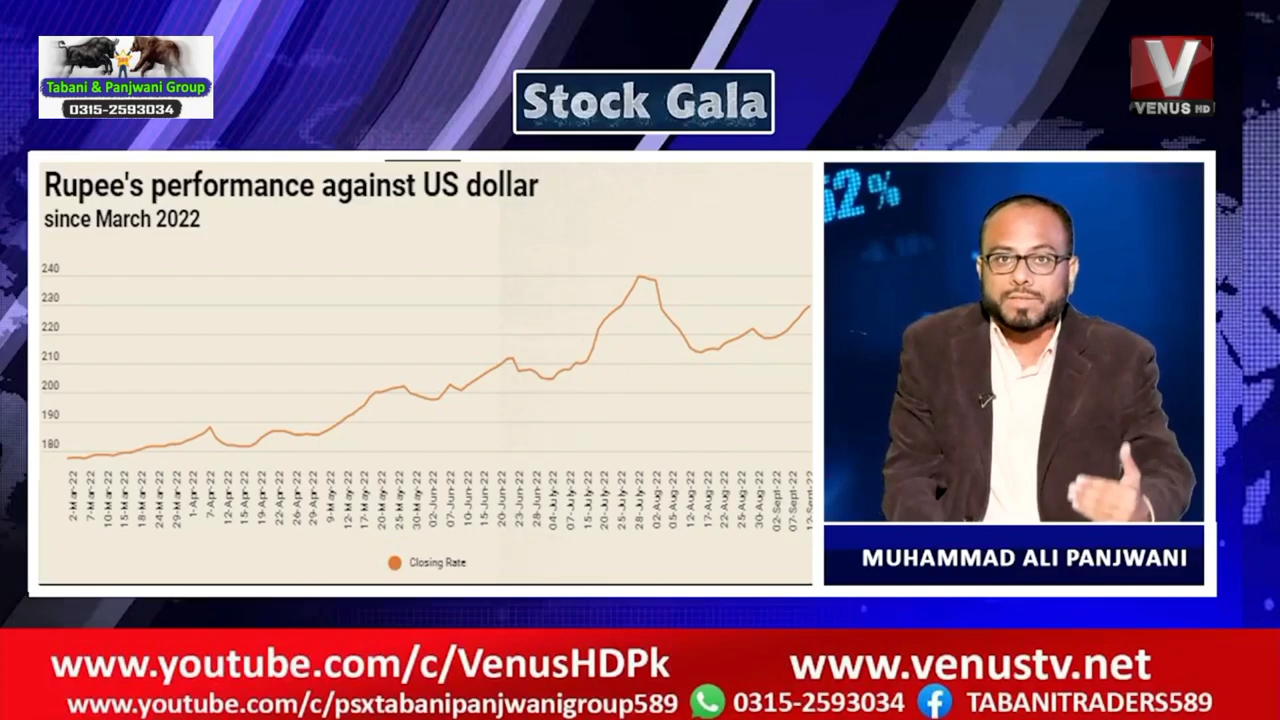 Tabani & Panjwani Group
0315-2593034
Stock Gala
VENUS HD
Rupee's performance against US dollar
since March 2022
240
230
220
210
200
190
180
2-Mar-22
7-Mar-22
10-Mar-22
15-Mar-22
18-Mar-22
24-Mar-22
29-Mar-22
1-Apr-22
7-Apr-22
12-Apr-22
15-Apr-22
19-Apr-22
22-Apr-22
26-Apr-22
29-Apr-22
9-May-22
12-May-22
17-May-22
20-May-22
25-May-22
30-May-22
02-Jun-22
07-Jun-22
10-Jun-22
15-Jun-22
20-Jun-22
23-Jun-22
28-Jun-22
04-July-22
07-July-22
15-July-22
20-July-22
25-July-22
28-July-22
02-Aug-22
05-Aug-22
12-Aug-22
17-Aug-22
22-Aug-22
25-Aug-22
30-Aug-22
02-Sept-22
07-Sept-22
12-Sept-22
Closing Rate
52%
MUHAMMAD ALI PANJWANI
www.youtube.com/c/VenusHDPk
www.venustv.net
www.youtube.com/c/psxtabanipanjwanigroup589
0315-2593034
TABANITRADERS589